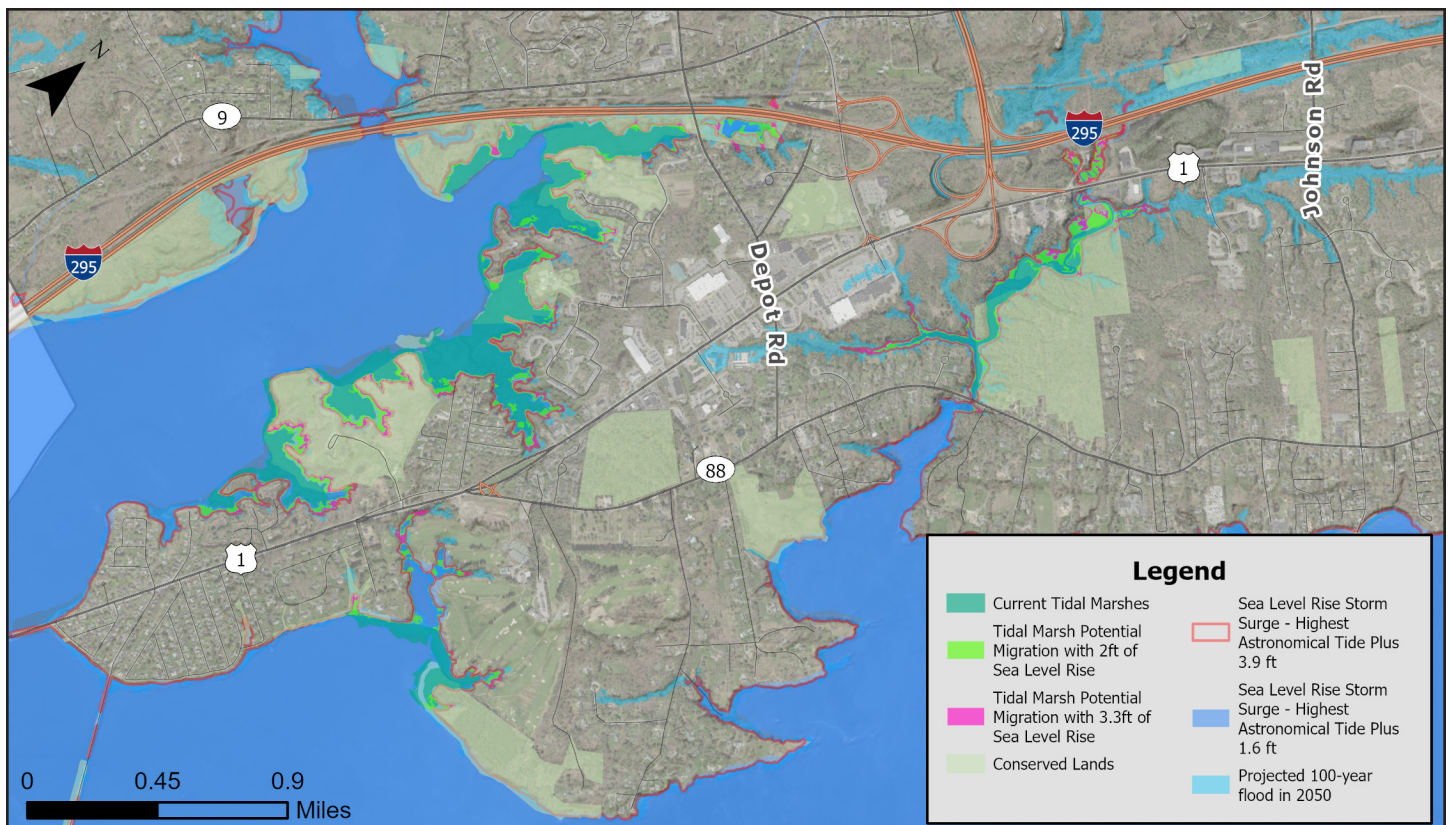 N
9
295
1
Johnson Rd
295
Depot Rd
88
1
0 0.45 0.9
Miles
Legend
Current Tidal Marshes
Tidal Marsh Potential
Migration with 2ft of
Sea Level Rise
Tidal Marsh Potential
Migration with 3.3ft of
Sea Level Rise
Conserved Lands
Sea Level Rise Storm
Surge - Highest
Astronomical Tide Plus
3.9 ft
Sea Level Rise Storm
Surge - Highest
Astronomical Tide Plus
1.6 ft
Projected 100-year
flood in 2050